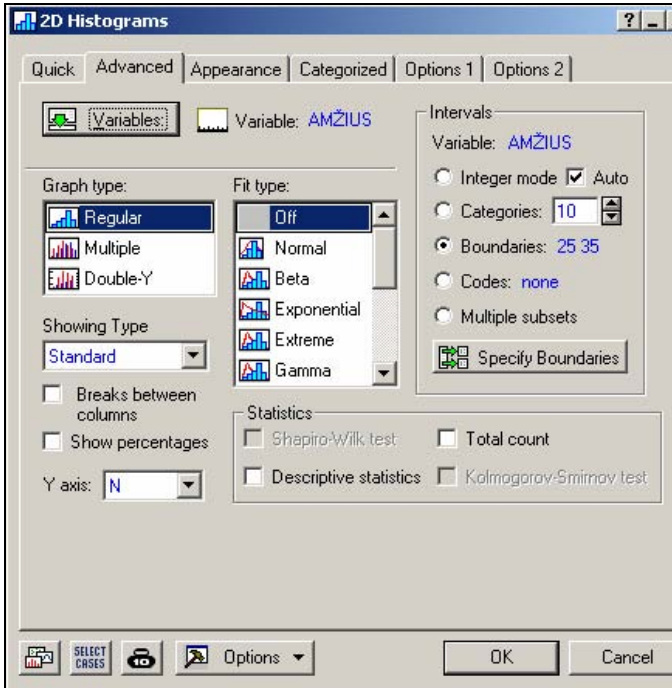 2D Histograms
Quick Advanced Appearance Categorized Options 1 Options 2
Variables: Variable: AMŽIUS
Graph type:
Regular
Multiple
Double-Y
Showing Type
Standard
Breaks between
columns
Show percentages
Y axis: N
Fit type:
Off
Normal
Beta
Exponential
Extreme
Gamma
Intervals
Variable: AMŽIUS
Integer mode Auto
Categories: 10
Boundaries: 25 35
Codes: none
Multiple subsets
Specify Boundaries
Statistics
Shapiro-Wilk test Total count
Descriptive statistics Kolmogorov-Smirnov test
SELECT
CASES
Options OK Cancel